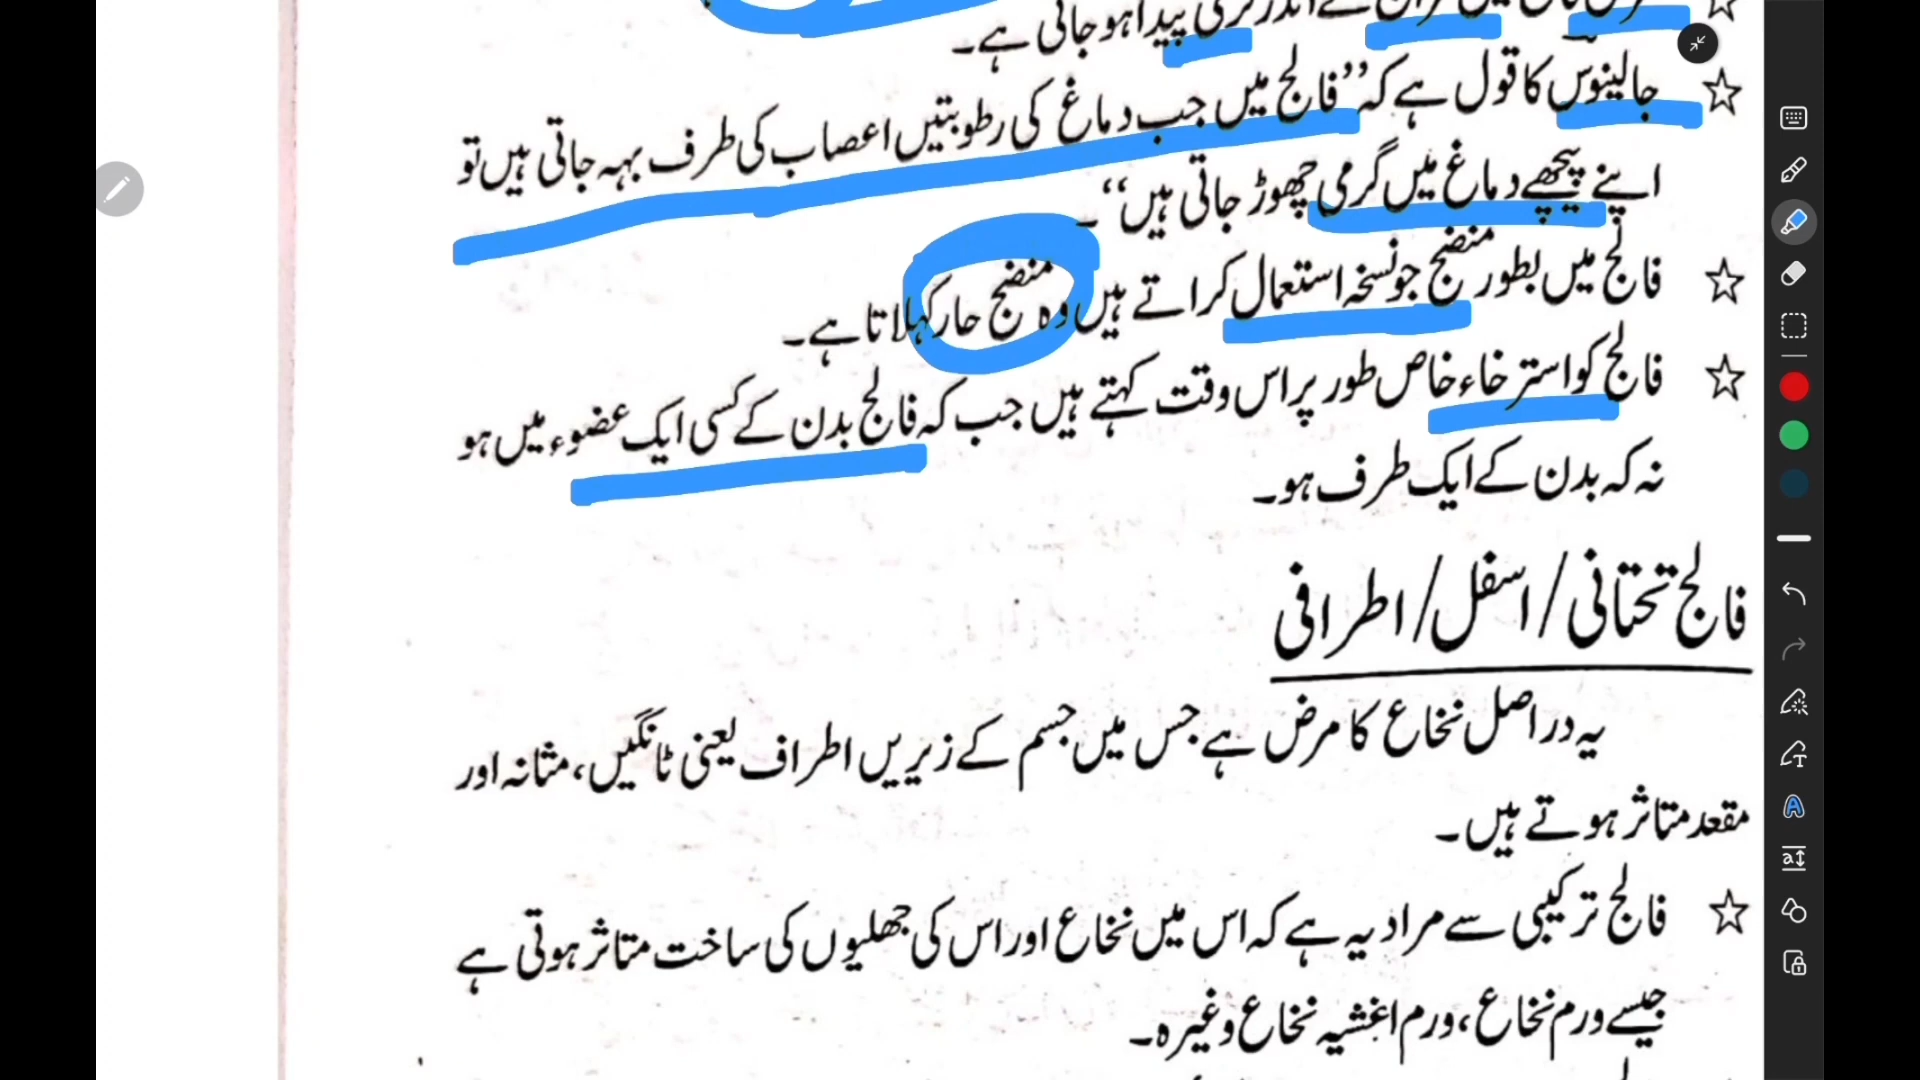 پیدا ہو جاتی ہے۔
☆ جالینوس کا قول ہے کہ ’’فالج میں جب دماغ کی رطوبتیں اعصاب کی طرف بہہ جاتی ہیں تو
اپنے پیچھے دماغ میں گرمی چھوڑ جاتی ہیں‘‘۔
☆ فالج میں بطور منضج جو نسخہ استعمال کراتے ہیں وہ منضج حار کہلاتا ہے۔
☆ فالج کو استرخاء خاص طور پر اس وقت کہتے ہیں جب کہ فالج بدن کے کسی ایک عضوء میں ہو
نہ کہ بدن کے ایک طرف ہو۔
فالج تحتانی/اسفل/اطرافی
یہ دراصل نخاع کا مرض ہے جس میں جسم کے زیریں اطراف یعنی ٹانگیں، مثانہ اور
مقعد متاثر ہوتے ہیں۔
☆ فالج ترکیبی سے مراد یہ ہے کہ اس میں نخاع اور اس کی جھلیوں کی ساخت متاثر ہوتی ہے
جیسے ورم نخاع، ورم اغشیہ نخاع وغیرہ۔